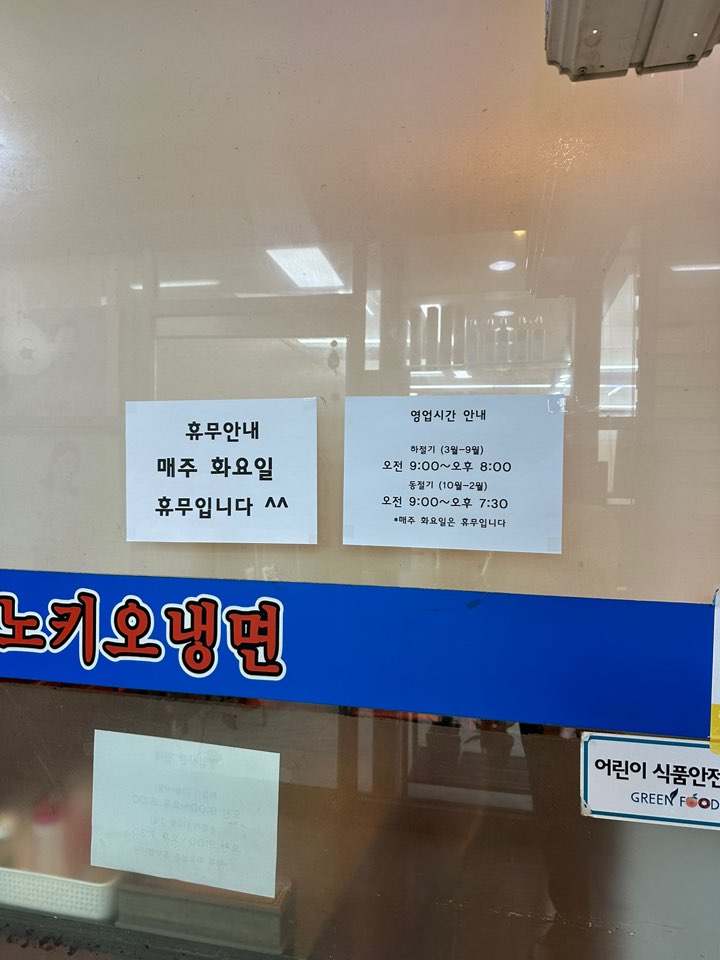 휴무안내
매주 화요일
휴무입니다 ^^
영업시간 안내
하절기 (3월-9월)
오전 9:00~오후 8:00
동절기 (10월-2월)
오전 9:00~오후 7:30
*매주 화요일은 휴무입니다
노키오냉면
어린이 식품안전
GREEN FOOD